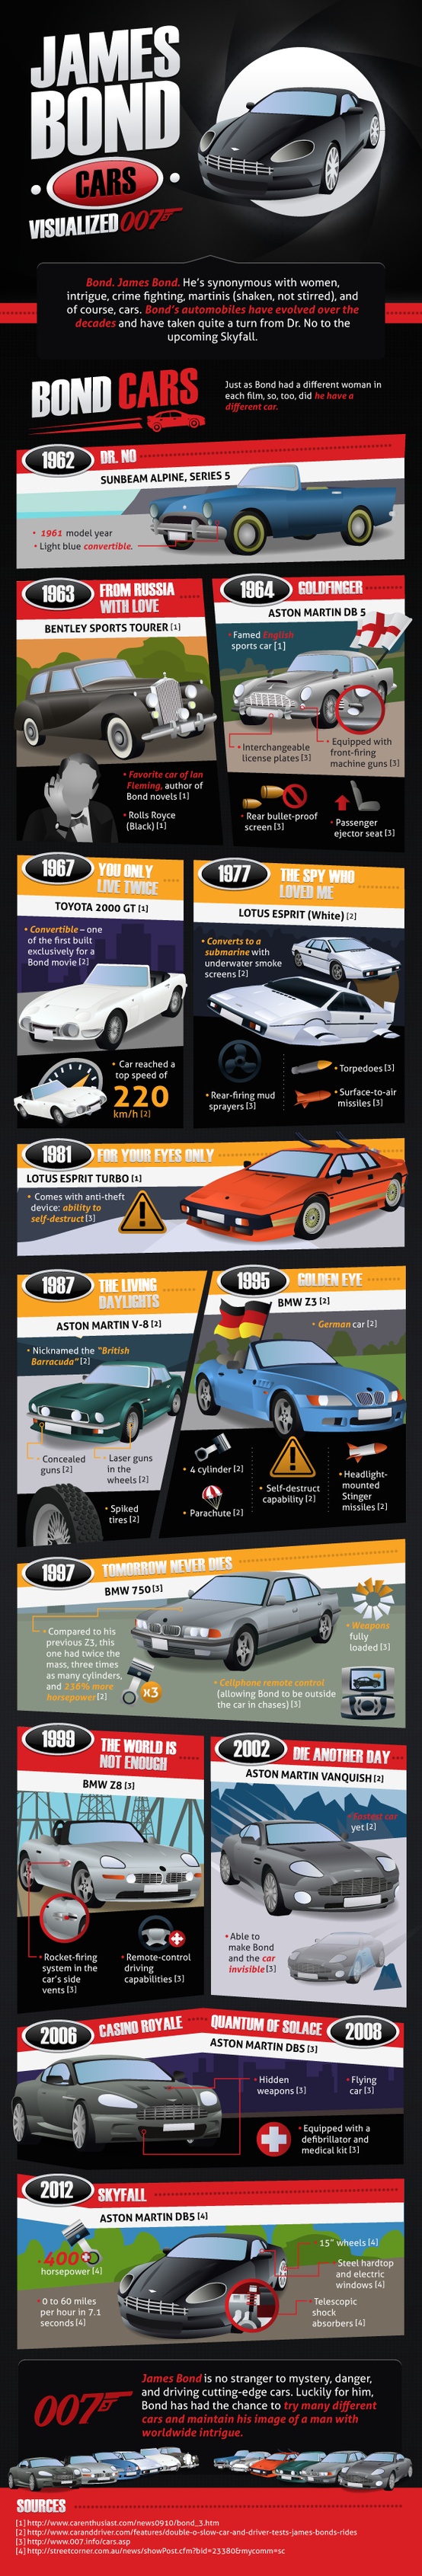 JAMES
BOND
CARS
VISUALIZED 007
Bond. James Bond. He's synonymous with women,
intrigue, crime fighting, martinis (shaken, not stirred), and
of course, cars. Bond's automobiles have evolved over the
decades and have taken quite a turn from Dr. No to the
upcoming Skyfall.
BOND CARS
Just as Bond had a different woman in
each film, so, too, did he have a
different car.
1962 DR. NO
SUNBEAM ALPINE, SERIES 5
• 1961 model year
• Light blue convertible.
1963 FROM RUSSIA
WITH LOVE
BENTLEY SPORTS TOURER [1]
• Favorite car of Ian
Fleming, author of
Bond novels [1]
• Rolls Royce
(Black) [1]
1964 GOLDFINGER
ASTON MARTIN DB 5
• Famed English
sports car [1]
• Interchangeable
license plates [3]
• Equipped with
front-firing
machine guns [3]
• Rear bullet-proof
screen [3]
• Passenger
ejector seat [3]
1967 YOU ONLY
LIVE TWICE
TOYOTA 2000 GT [1]
• Convertible – one
of the first built
exclusively for a
Bond movie [2]
• Car reached a
top speed of
220
km/h [2]
1977 THE SPY WHO
LOVED ME
LOTUS ESPRIT (White) [2]
• Converts to a
submarine with
underwater smoke
screens [2]
• Rear-firing mud
sprayers [3]
• Torpedoes [3]
• Surface-to-air
missiles [3]
1981 FOR YOUR EYES ONLY
LOTUS ESPRIT TURBO [1]
• Comes with anti-theft
device: ability to
self-destruct [3]
1987 THE LIVING
DAYLIGHTS
ASTON MARTIN V-8 [2]
• Nicknamed the "British
Barracuda" [2]
• Concealed
guns [2]
• Laser guns
in the
wheels [2]
• Spiked
tires [2]
1995 GOLDEN EYE
BMW Z3 [2]
• German car [2]
• 4 cylinder [2]
• Parachute [2]
• Self-destruct
capability [2]
• Headlight-
mounted
Stinger
missiles [2]
1997 TOMORROW NEVER DIES
BMW 750 [3]
• Compared to his
previous Z3, this
one had twice the
mass, three times
as many cylinders,
and 236% more
horsepower [2]
x3
• Weapons
fully
loaded [3]
• Cellphone remote control
(allowing Bond to be outside
the car in chases) [3]
1999 THE WORLD IS
NOT ENOUGH
BMW Z8 [3]
• Rocket-firing
system in the
car's side
vents [3]
• Remote-control
driving
capabilities [3]
2002 DIE ANOTHER DAY
ASTON MARTIN VANQUISH [2]
• Fastest car
yet [2]
• Able to
make Bond
and the car
invisible [3]
2006 CASINO ROYALE QUANTUM OF SOLACE 2008
ASTON MARTIN DBS [3]
• Hidden
weapons [3]
• Flying
car [3]
• Equipped with a
defibrillator and
medical kit [3]
2012 SKYFALL
ASTON MARTIN DB5 [4]
• 400
horsepower [4]
• 0 to 60 miles
per hour in 7.1
seconds [4]
• 15" wheels [4]
• Steel hardtop
and electric
windows [4]
• Telescopic
shock
absorbers [4]
007
James Bond is no stranger to mystery, danger,
and driving cutting-edge cars. Luckily for him,
Bond has had the chance to try many different
cars and maintain his image of a man with
worldwide intrigue.
SOURCES
[1] http://www.carenthusiast.com/news0910/bond_3.htm
[2] http://www.caranddriver.com/features/double-o-slow-car-and-driver-tests-james-bonds-rides
[3] http://www.007.info/cars.asp
[4] http://streetcorner.com.au/news/showPost.cfm?bid=23380&mycomm=sc